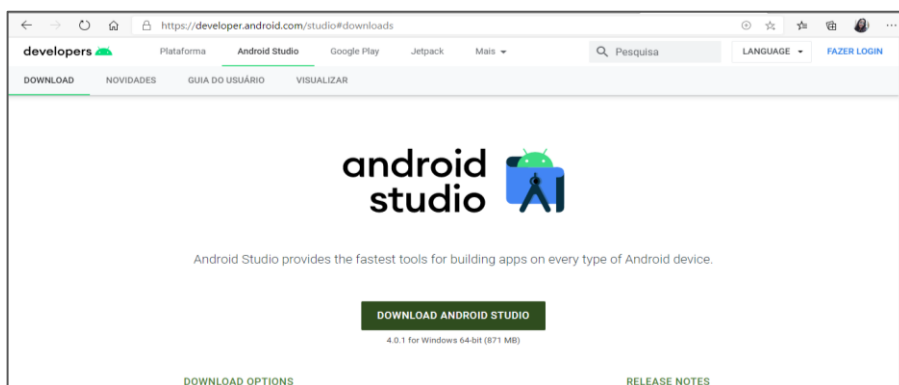 https://developer.android.com/studio#downloads
developers Plataforma Android Studio Google Play Jetpack Mais Pesquisa LANGUAGE FAZER LOGIN
DOWNLOAD NOVIDADES GUIA DO USUÁRIO VISUALIZAR
android
studio
Android Studio provides the fastest tools for building apps on every type of Android device.
DOWNLOAD ANDROID STUDIO
4.0.1 for Windows 64-bit (871 MB)
DOWNLOAD OPTIONS RELEASE NOTES